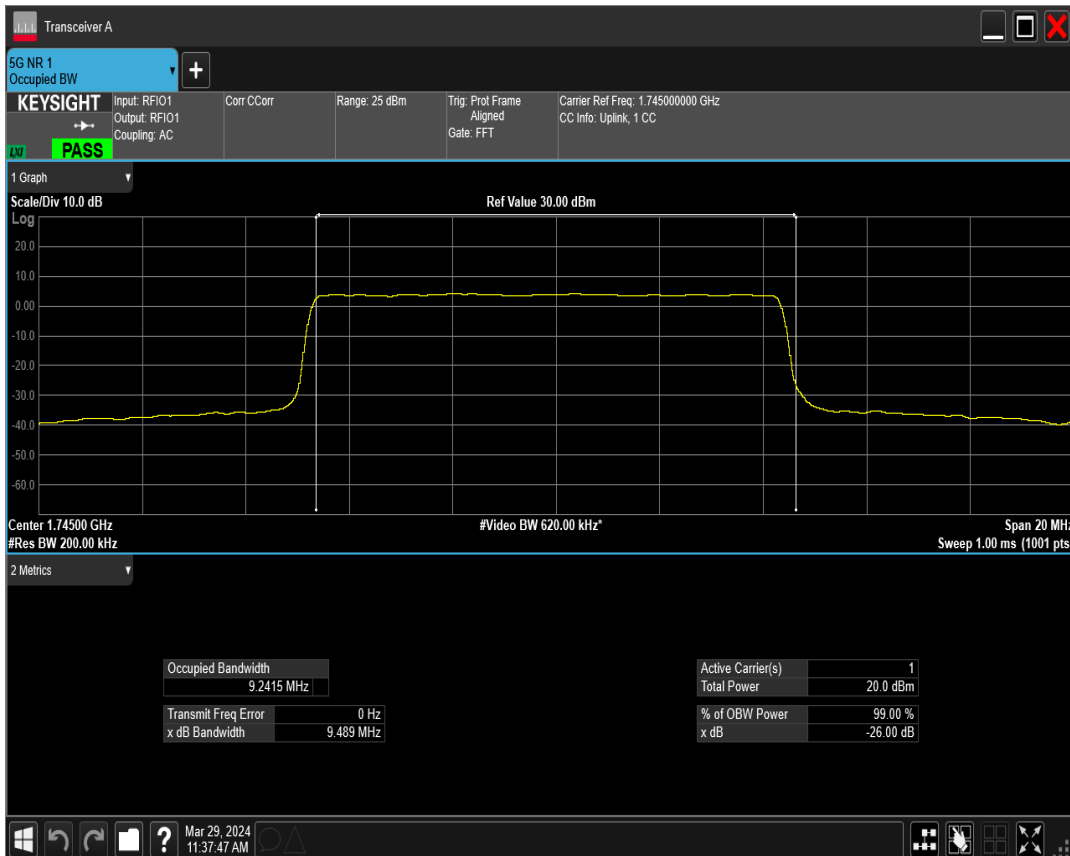 Transceiver A
5G NR 1
Occupied BW
+
KEYSIGHT
LXI
PASS
Input: RFIO1
Output: RFIO1
Coupling: AC
Corr CCorr
Range: 25 dBm
Trig: Prot Frame
Aligned
Gate: FFT
Carrier Ref Freq: 1.745000000 GHz
CC Info: Uplink, 1 CC
1 Graph
Scale/Div 10.0 dB
Ref Value 30.00 dBm
Log
20.0
10.0
0.00
-10.0
-20.0
-30.0
-40.0
-50.0
-60.0
Center 1.74500 GHz
#Video BW 620.00 kHz*
Span 20 MHz
#Res BW 200.00 kHz
Sweep 1.00 ms (1001 pts
2 Metrics
Occupied Bandwidth
9.2415 MHz
Transmit Freq Error 0 Hz
x dB Bandwidth 9.489 MHz
Active Carrier(s) 1
Total Power 20.0 dBm
% of OBW Power 99.00 %
x dB -26.00 dB
?
Mar 29, 2024
11:37:47 AM